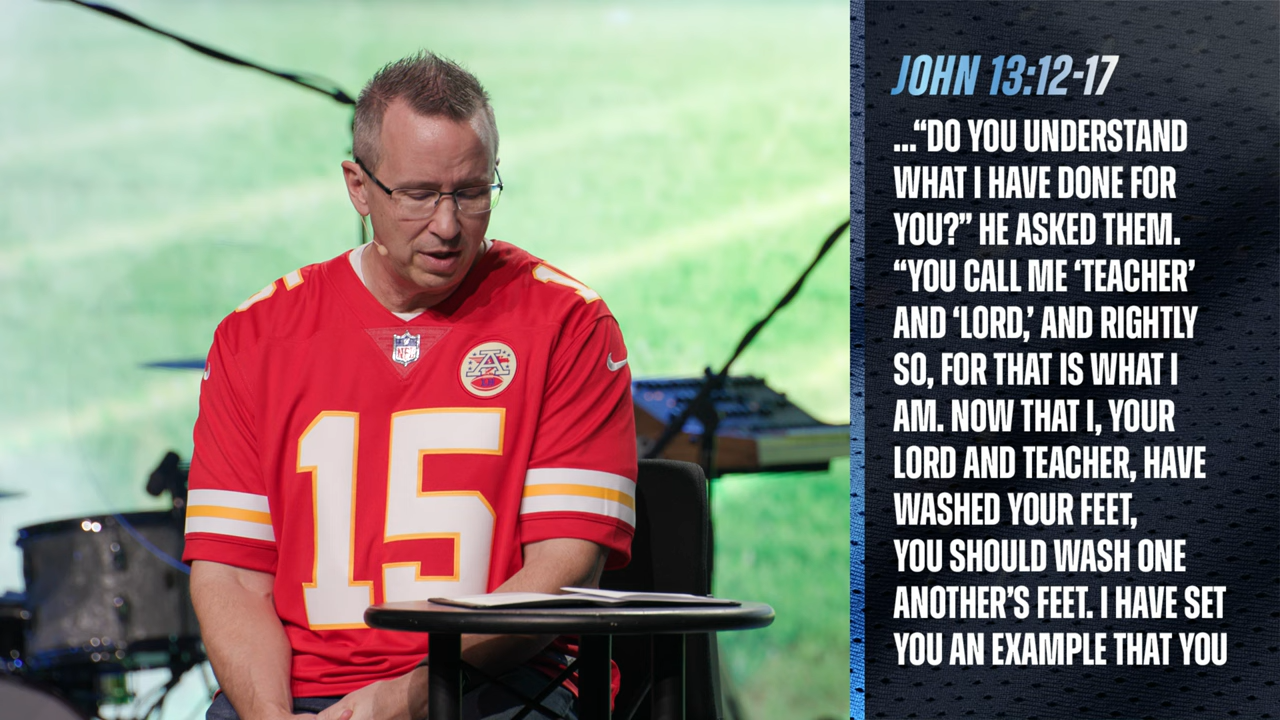 JOHN 13:12-17
...“DO YOU UNDERSTAND
WHAT I HAVE DONE FOR
YOU?” HE ASKED THEM.
“YOU CALL ME ‘TEACHER’
AND ‘LORD,’ AND RIGHTLY
SO, FOR THAT IS WHAT I
AM. NOW THAT I, YOUR
LORD AND TEACHER, HAVE
WASHED YOUR FEET,
YOU SHOULD WASH ONE
ANOTHER’S FEET. I HAVE SET
YOU AN EXAMPLE THAT YOU
NFL
15